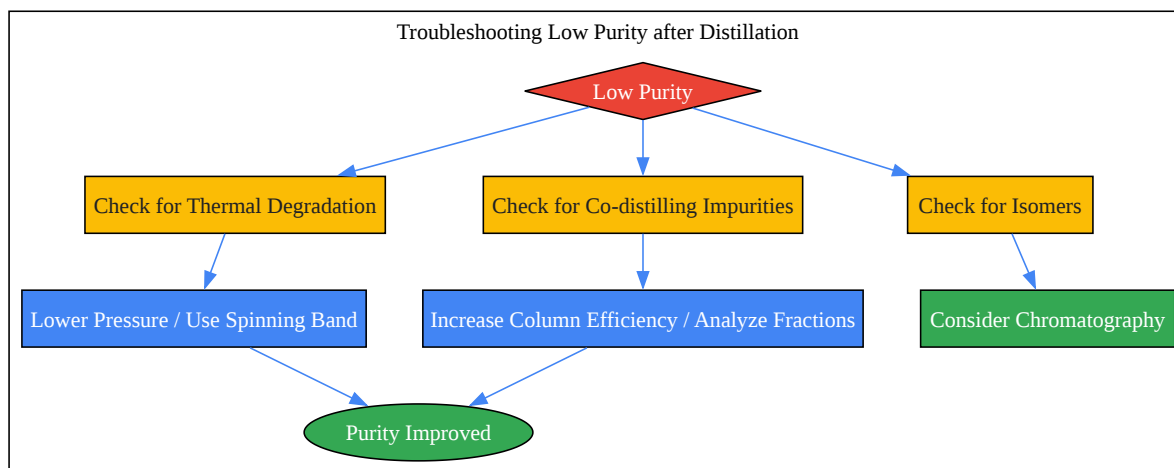 Troubleshooting Low Purity after Distillation
Low Purity
Check for Thermal Degradation
Check for Co-distilling Impurities
Check for Isomers
Lower Pressure / Use Spinning Band
Increase Column Efficiency / Analyze Fractions
Consider Chromatography
Purity Improved